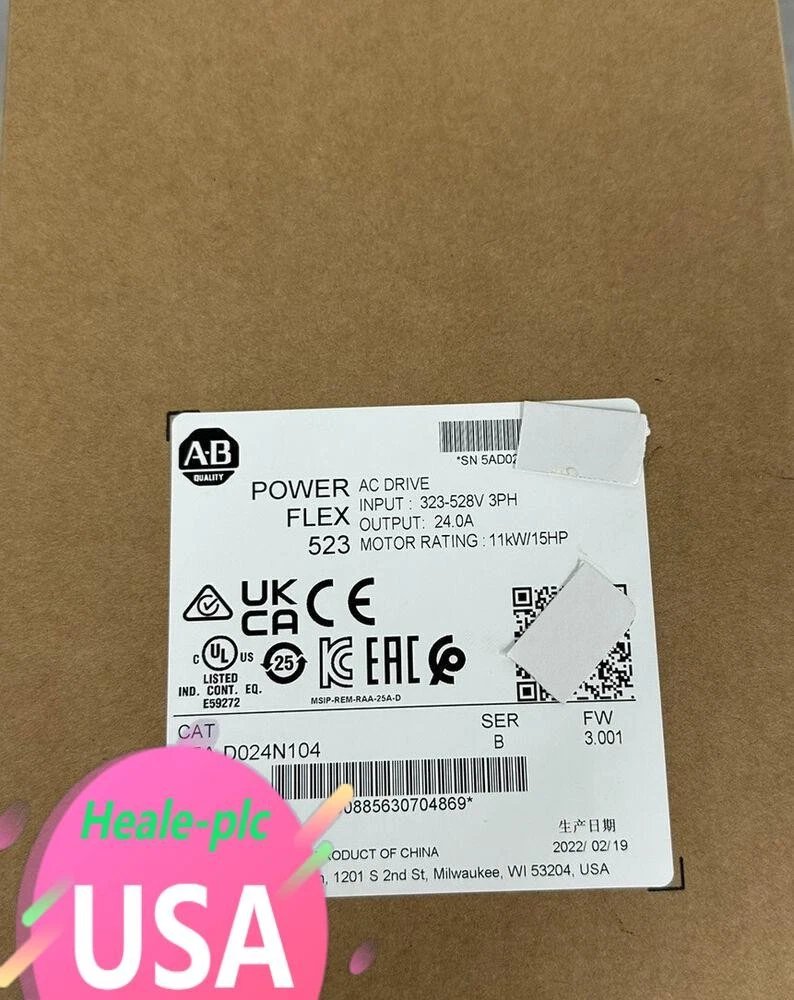 A-B
QUALITY
*SN 5AD02
POWER
FLEX
523
AC DRIVE
INPUT : 323-528V 3PH
OUTPUT: 24.0A
MOTOR RATING : 11kW/15HP
UK
CA
CE
C UL US
LISTED
IND. CONT. EQ.
E59272
25
EAC
MSIP-REM-RAA-25A-D
CAT
D024N104
SER
B
FW
3.001
0885630704869*
生产日期
2022/ 02/19
ODUCT OF CHINA
, 1201 S 2nd St, Milwaukee, WI 53204, USA
Heale-plc
USA